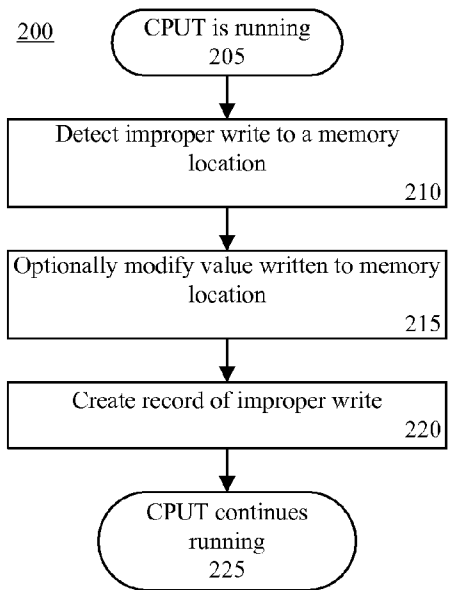 200
CPUT is running
205
Detect improper write to a memory
location
210
Optionally modify value written to memory
location
215
Create record of improper write
220
CPUT continues
running
225